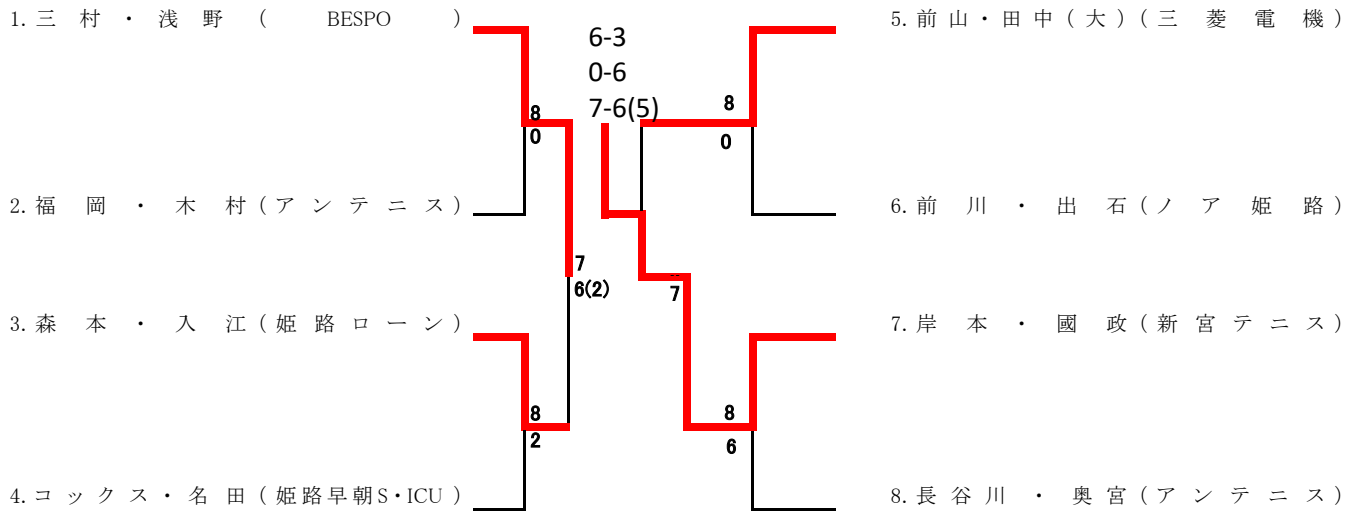 1.三村・浅野(BESPO)
2.福岡・木村(アンテニス)
3.森本・入江(姫路ローン)
4.コックス・名田(姫路早朝S・ICU)
8
0
8
2
7
6(2)
6-3
0-6
7-6(5)
8
0
7
8
6
5.前山・田中(大)(三菱電機)
6.前川・出石(ノア姫路)
7.岸本・國政(新宮テニス)
8.長谷川・奥宮(アンテニス)